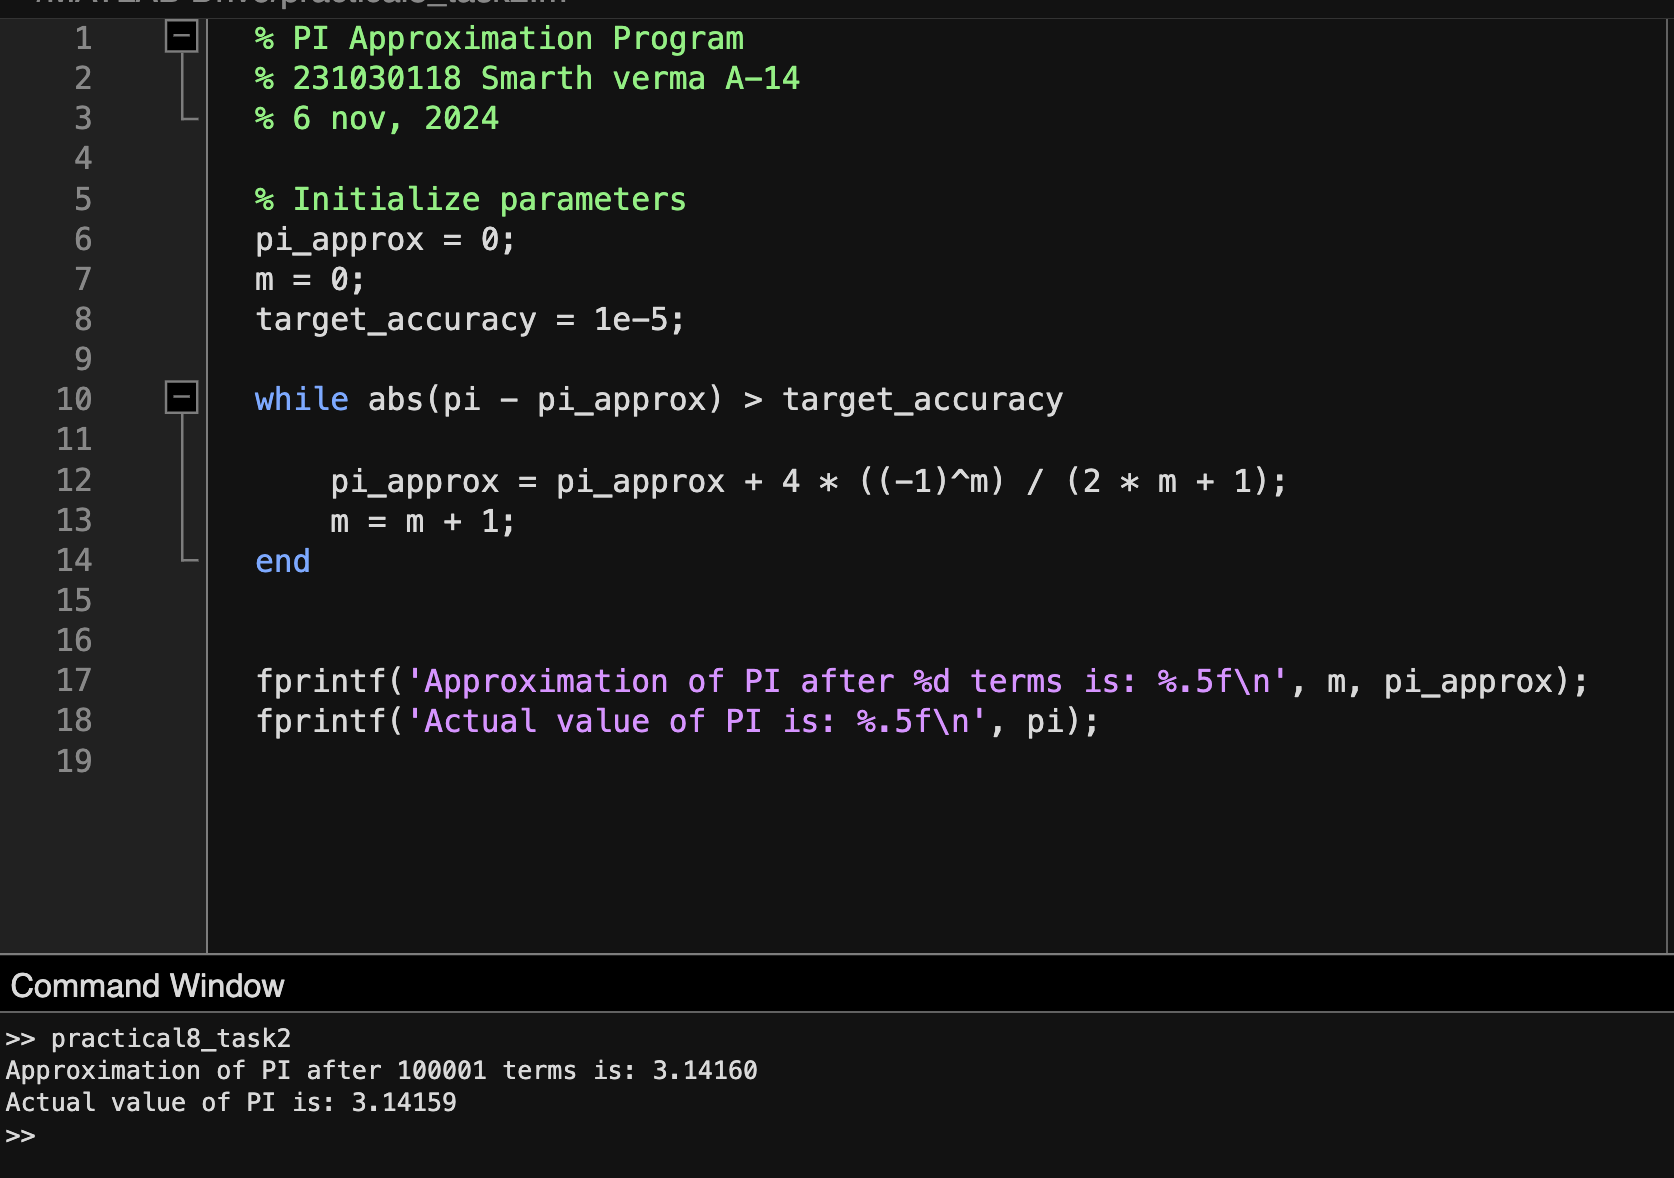 1 % PI Approximation Program
2 % 231030118 Smarth verma A-14
3 % 6 nov, 2024
4
5 % Initialize parameters
6 pi_approx = 0;
7 m = 0;
8 target_accuracy = 1e-5;
9
10 while abs(pi - pi_approx) > target_accuracy
11
12 pi_approx = pi_approx + 4 * ((-1)^m) / (2 * m + 1);
13 m = m + 1;
14 end
15
16
17 fprintf('Approximation of PI after %d terms is: %.5f\n', m, pi_approx);
18 fprintf('Actual value of PI is: %.5f\n', pi);
19
Command Window
>> practical8_task2
Approximation of PI after 100001 terms is: 3.14160
Actual value of PI is: 3.14159
>>